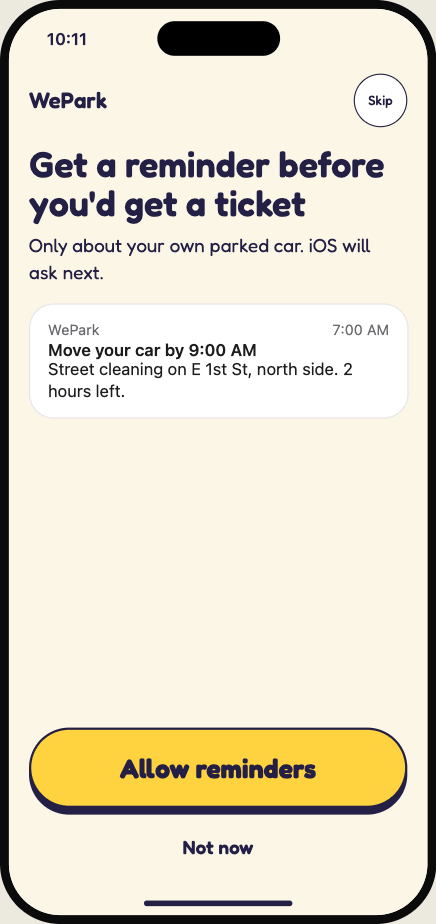 10:11
WePark
Skip
Get a reminder before
you'd get a ticket
Only about your own parked car. iOS will
ask next.
WePark 7:00 AM
Move your car by 9:00 AM
Street cleaning on E 1st St, north side. 2
hours left.
Allow reminders
Not now